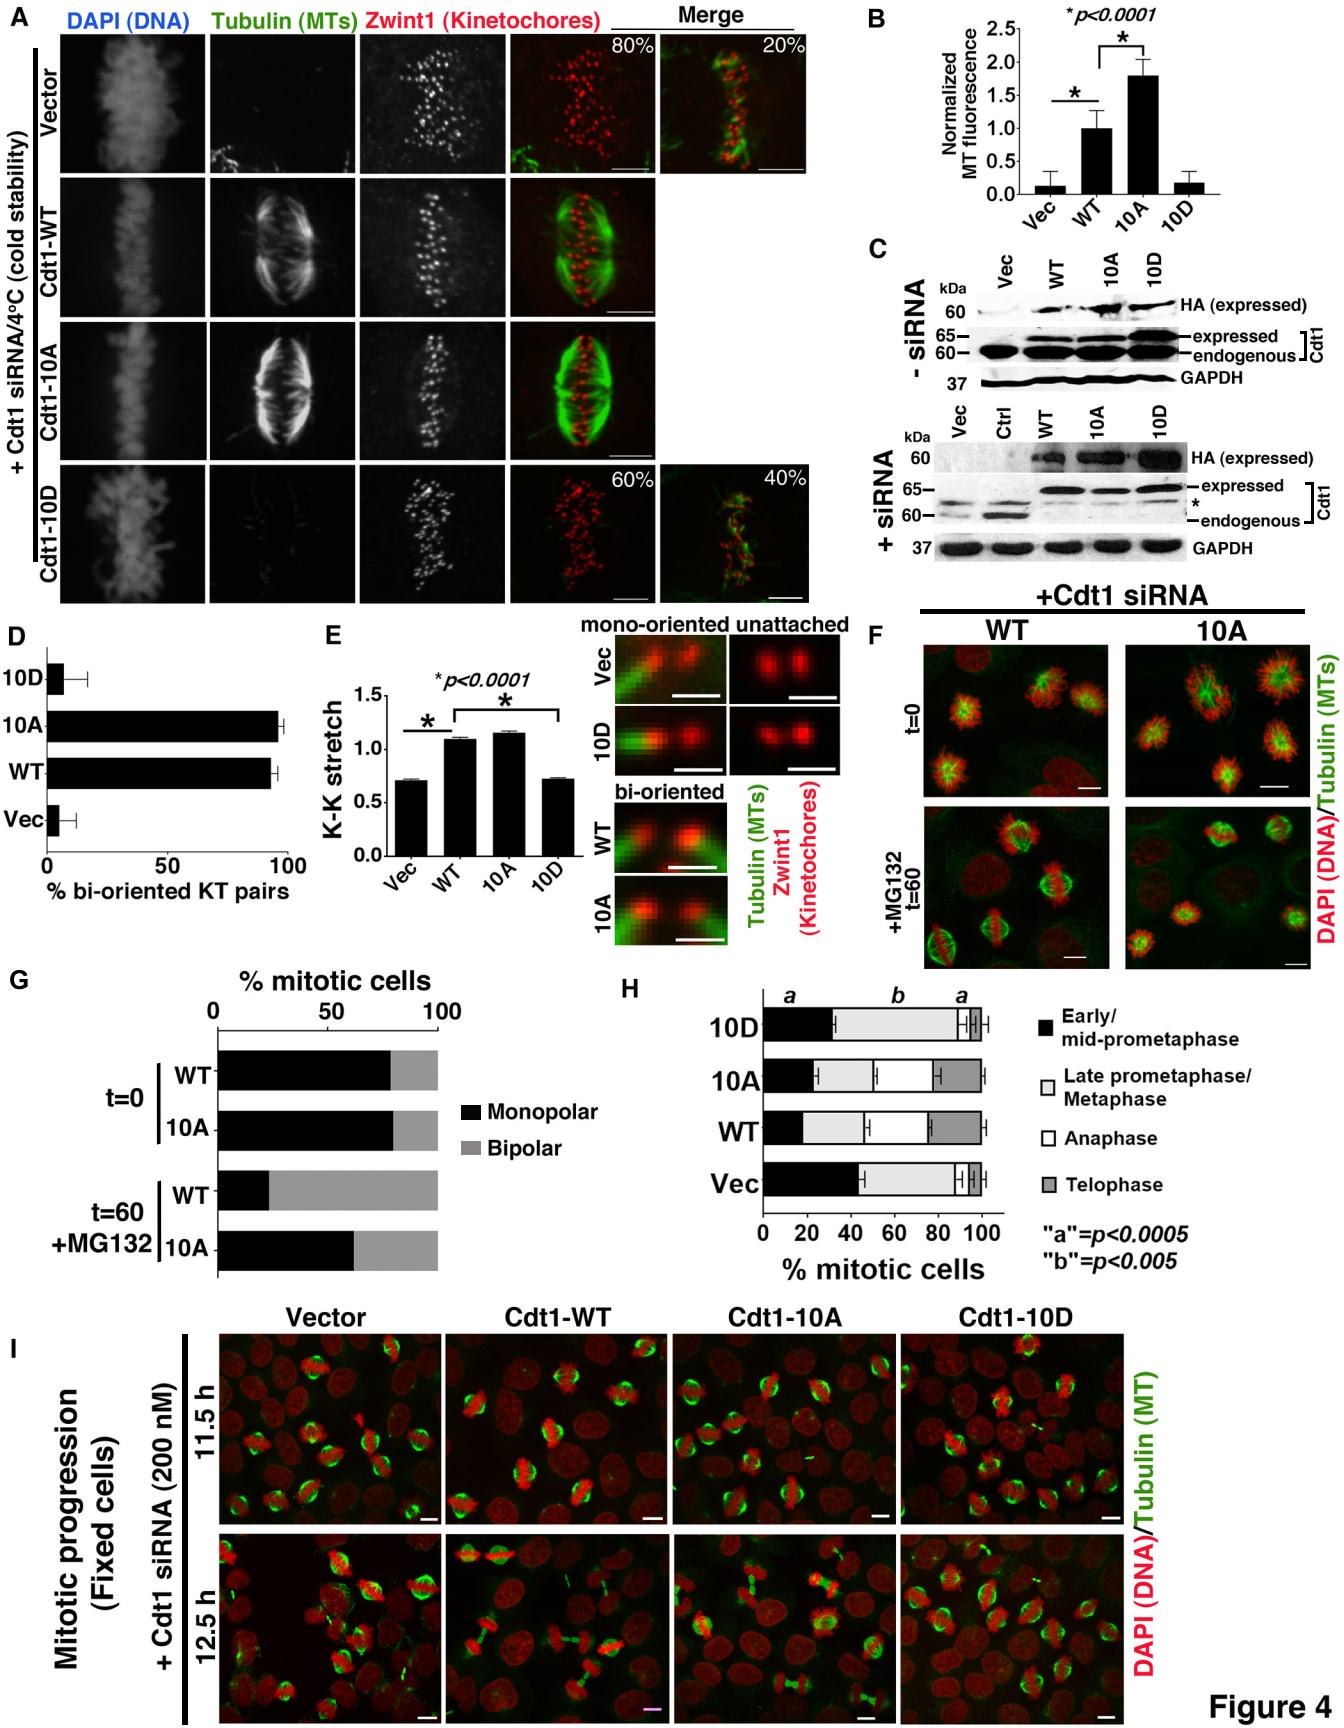 A
DAPI (DNA) Tubulin (MTs) Zwint1 (Kinetochores) Merge
+ Cdt1 siRNA/4°C (cold stability)
Vector
80%
20%
Cdt1-WT
Cdt1-10A
Cdt1-10D
60%
40%
B
*p<0.0001
Normalized
MT fluorescence
2.5
2.0
1.5
1.0
0.5
0.0
*
*
Vec WT 10A 10D
C
- siRNA
kDa Vec WT 10A 10D
60 HA (expressed)
65 expressed
60 endogenous
Cdt1
37 GAPDH
+ siRNA
kDa Vec Ctrl WT 10A 10D
60 HA (expressed)
65 expressed
*
60 endogenous
Cdt1
37 GAPDH
D
10D
10A
WT
Vec
0 50 100
% bi-oriented KT pairs
E
*p<0.0001
K-K stretch
1.5
1.0
0.5
0.0
*
*
Vec WT 10A 10D
mono-oriented unattached
Vec
10D
bi-oriented
WT
10A
Tubulin (MTs)
Zwint1
(Kinetochores)
F
+Cdt1 siRNA
WT 10A
t=0
+MG132
t=60
DAPI (DNA)/Tubulin (MTs)
G
% mitotic cells
0 50 100
t=0
WT
10A
t=60
+MG132
WT
10A
Monopolar
Bipolar
H
a b a
10D
10A
WT
Vec
0 20 40 60 80 100
% mitotic cells
Early/
mid-prometaphase
Late prometaphase/
Metaphase
Anaphase
Telophase
"a"=p<0.0005
"b"=p<0.005
I
Vector Cdt1-WT Cdt1-10A Cdt1-10D
Mitotic progression
(Fixed cells)
+ Cdt1 siRNA (200 nM)
11.5 h
12.5 h
DAPI (DNA)/Tubulin (MT)
Figure 4